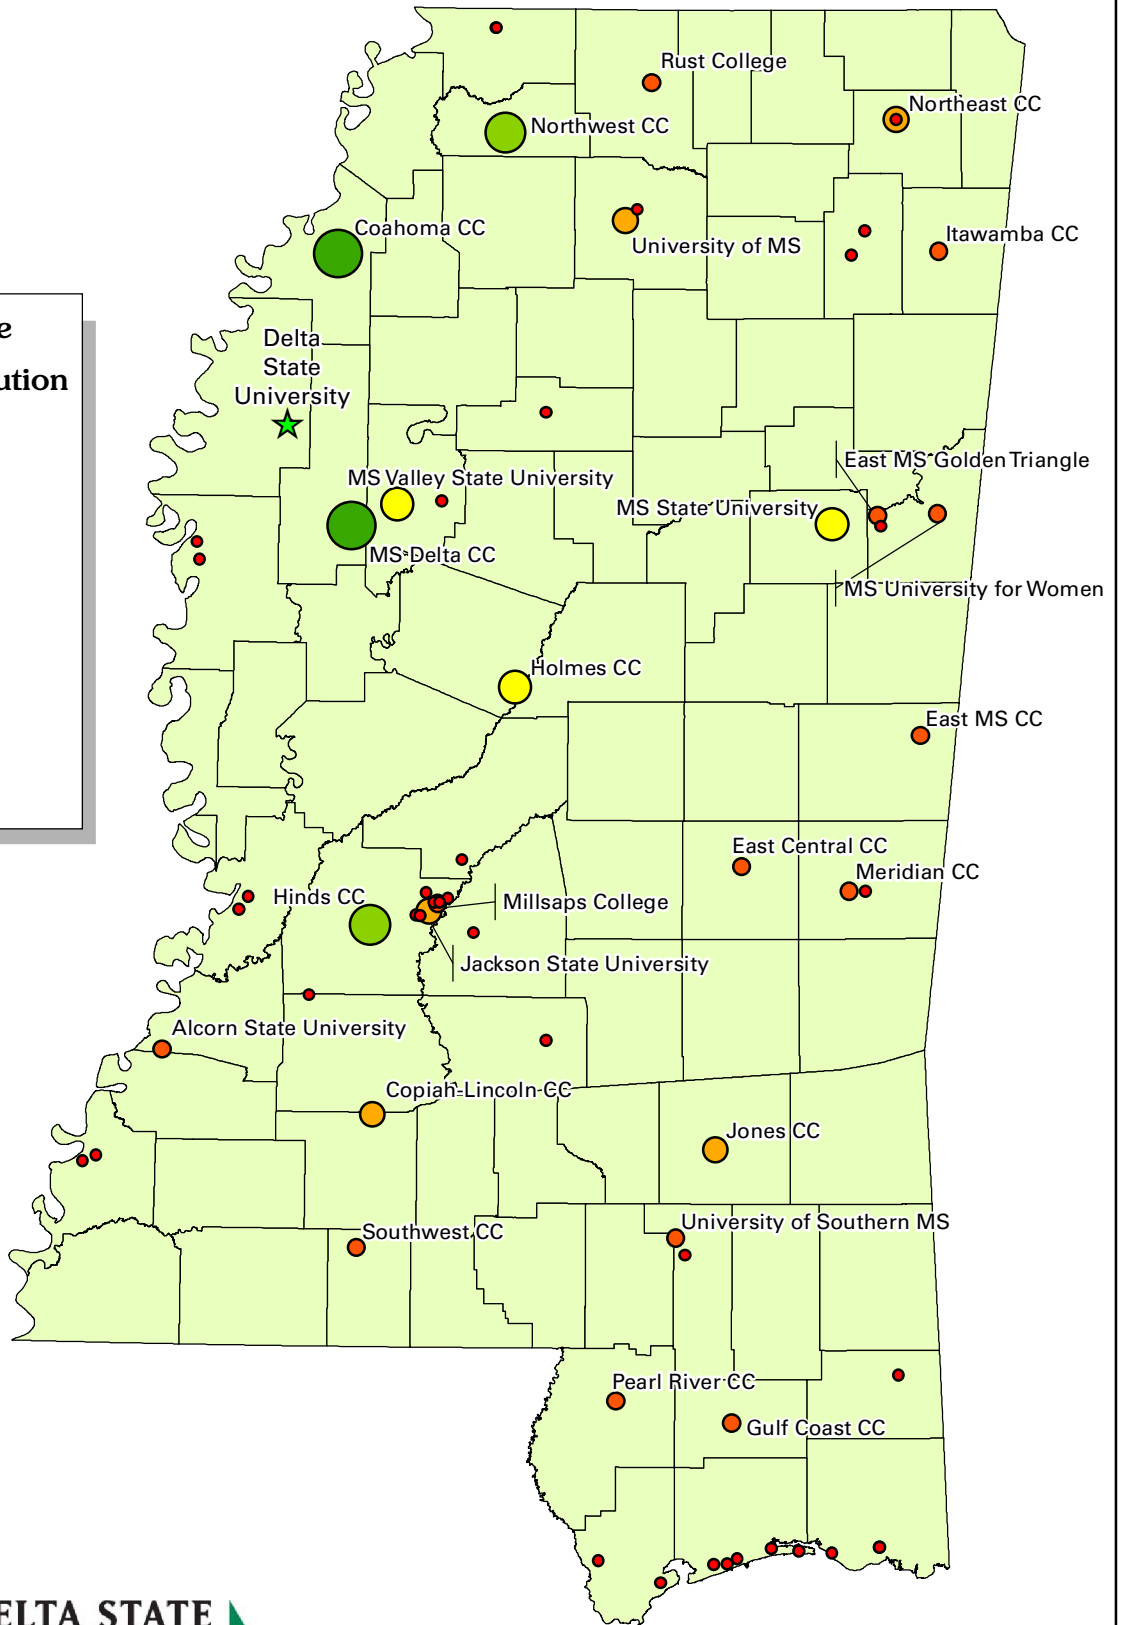 Rust College
Northeast CC
Northwest CC
Coahoma CC
University of MS
Itawamba CC
Delta
State
University
East MS Golden Triangle
MS Valley State University
MS State University
MS Delta CC
MS University for Women
Holmes CC
East MS CC
East Central CC
Meridian CC
Hinds CC
Millsaps College
Jackson State University
Alcorn State University
Copiah-Lincoln CC
Jones CC
University of Southern MS
Southwest CC
Pearl River CC
Gulf Coast CC
STATE